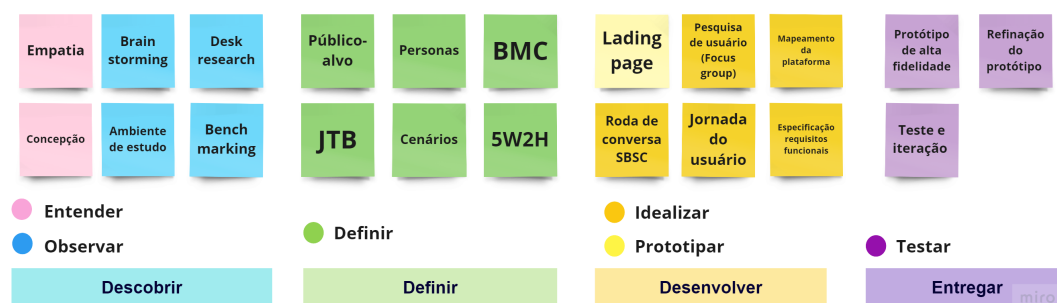 Empatia
Brain
storming
Desk
research
Público-
alvo
Personas
BMC
Lading
page
Pesquisa
de usuário
(Focus
group)
Mapeamento
da
plataforma
Protótipo
de alta
fidelidade
Refinação
do
protótipo
Concepção
Ambiente
de estudo
Bench
marking
JTB
Cenários
5W2H
Roda de
conversa
SBSC
Jornada
do
usuário
Especificação
requisitos
funcionais
Teste e
iteração
Entender
Observar
Definir
Idealizar
Prototipar
Testar
Descobrir
Definir
Desenvolver
Entregar
miro